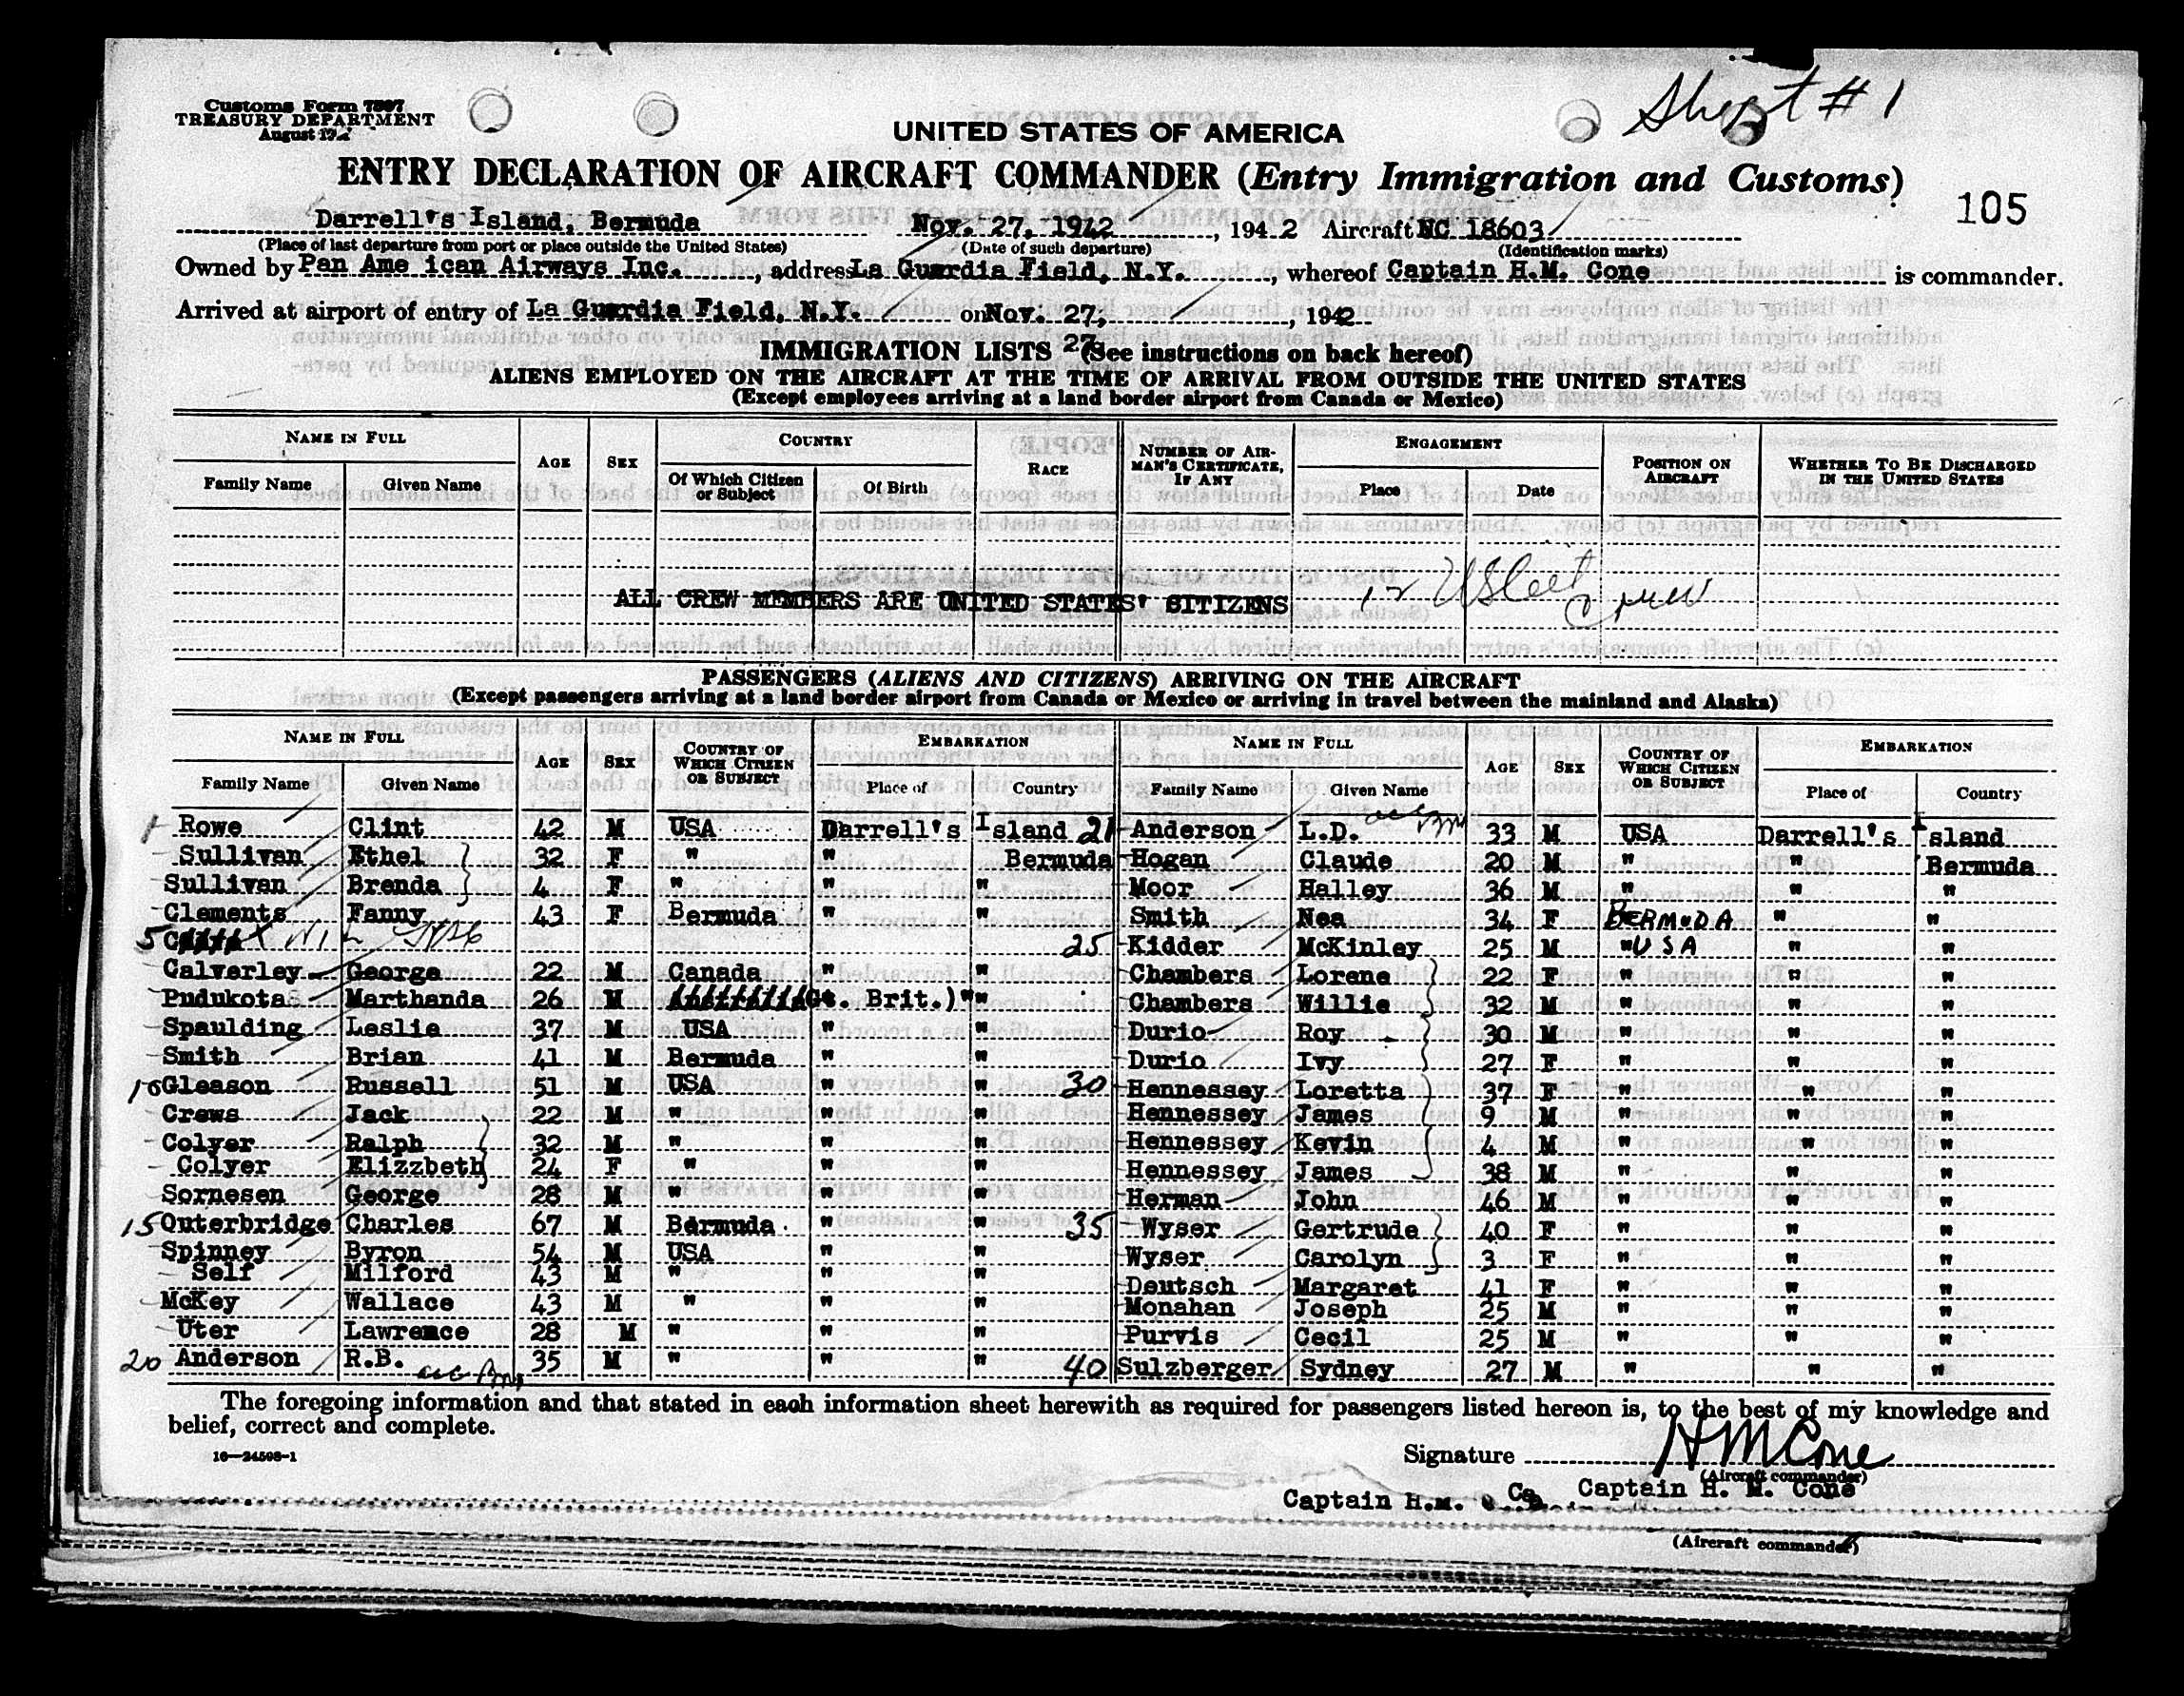 Sheet # 1
Customs Form 7507
TREASURY DEPARTMENT
August 194
UNITED STATES OF AMERICA
ENTRY DECLARATION OF AIRCRAFT COMMANDER (Entry Immigration and Customs)
105
Darrell's Island, Bermuda Nov. 27, 1942, 194 2 Aircraft NC 18603
(Place of last departure from port or place outside the United States) (Date of such departure) (Identification marks)
Owned by Pan Ame ican Airways Inc., address La Guardia Field, N.Y., whereof Captain H.M. Cone is commander.
Arrived at airport of entry of La Guardia Field, N.Y. on Nov. 27, , 1942
IMMIGRATION LISTS 27 (See instructions on back hereof)
ALIENS EMPLOYED ON THE AIRCRAFT AT THE TIME OF ARRIVAL FROM OUTSIDE THE UNITED STATES
(Except employees arriving at a land border airport from Canada or Mexico)
NAME IN FULL AGE SEX COUNTRY RACE NUMBER OF AIRMAN'S CERTIFICATE, IF ANY ENGAGEMENT POSITION ON AIRCRAFT WHETHER TO BE DISCHARGED IN THE UNITED STATES
Family Name Given Name Of Which Citizen or Subject Of Birth Place Date
ALL CREW MEMBERS ARE UNITED STATES' CITIZENS 12 US Cit Crew
PASSENGERS (ALIENS AND CITIZENS) ARRIVING ON THE AIRCRAFT
(Except passengers arriving at a land border airport from Canada or Mexico or arriving in travel between the mainland and Alaska)
NAME IN FULL AGE SEX COUNTRY OF WHICH CITIZEN OR SUBJECT EMBARKATION NAME IN FULL AGE SEX COUNTRY OF WHICH CITIZEN OR SUBJECT EMBARKATION
Family Name Given Name Place of Country Family Name Given Name Place of Country
1 Rowe Clint 42 M USA Darrell's Island 21 Anderson L.D. 33 M USA Darrell's Island
Sullivan Ethel 32 F " " Bermuda Hogan Claude 20 M " " Bermuda
Sullivan Brenda 4 F " " " Moor Halley 36 M " " "
Clements Fanny 43 F Bermuda " " Smith Nea 34 F BERMUDA " "
5 25 Kidder McKinley 25 M " USA " "
Calverley George 22 M Canada " " Chambers Lorene 22 F " " "
Pudukota Marthanda 26 M Australia Gt. Brit.) " " Chambers Willie 32 M " " "
Spaulding Leslie 37 M USA " " Durio Roy 30 M " " "
Smith Brian 41 M Bermuda " " Durio Ivy 27 F " " "
10 Gleason Russell 51 M USA " " 30 Hennessey Loretta 37 F " " "
Crews Jack 22 M " " " Hennessey James 9 M " " "
Colyer Ralph 32 M " " " Hennessey Kevin 4 M " " "
Colyer Elizzbeth 24 F " " " Hennessey James 38 M " " "
Sornesen George 28 M " " " Herman John 46 M " " "
15 Outerbridge Charles 67 M Bermuda " " 35 Wyser Gertrude 40 F " " "
Spinney Byron 54 M USA " " Wyser Carolyn 3 F " " "
Self Milford 43 M " " " Deutsch Margaret 41 F " " "
McKey Wallace 43 M " " " Monahan Joseph 25 M " " "
Uter Lawrence 28 M " " " Purvis Cecil 25 M " " "
20 Anderson R.B. 35 M " " " 40 Sulzberger Sydney 27 M " " "
The foregoing information and that stated in each information sheet herewith as required for passengers listed hereon is, to the best of my knowledge and
belief, correct and complete.
16—24598-1
Signature HMCone
(Aircraft commander)
Captain H. M. Cone
Captain H.M.
(Aircraft commander)